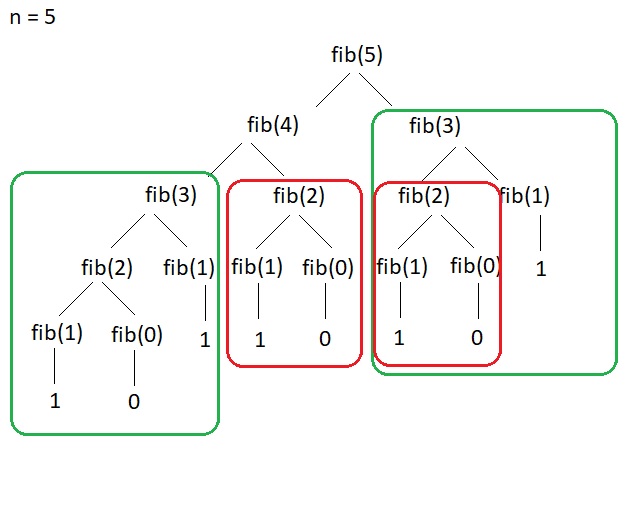 n = 5
fib(5)
fib(4) fib(3)
fib(3) fib(2) fib(2) fib(1)
fib(2) fib(1) fib(1) fib(0) fib(1) fib(0) 1
fib(1) fib(0) 1 1 0 1 0
1 0